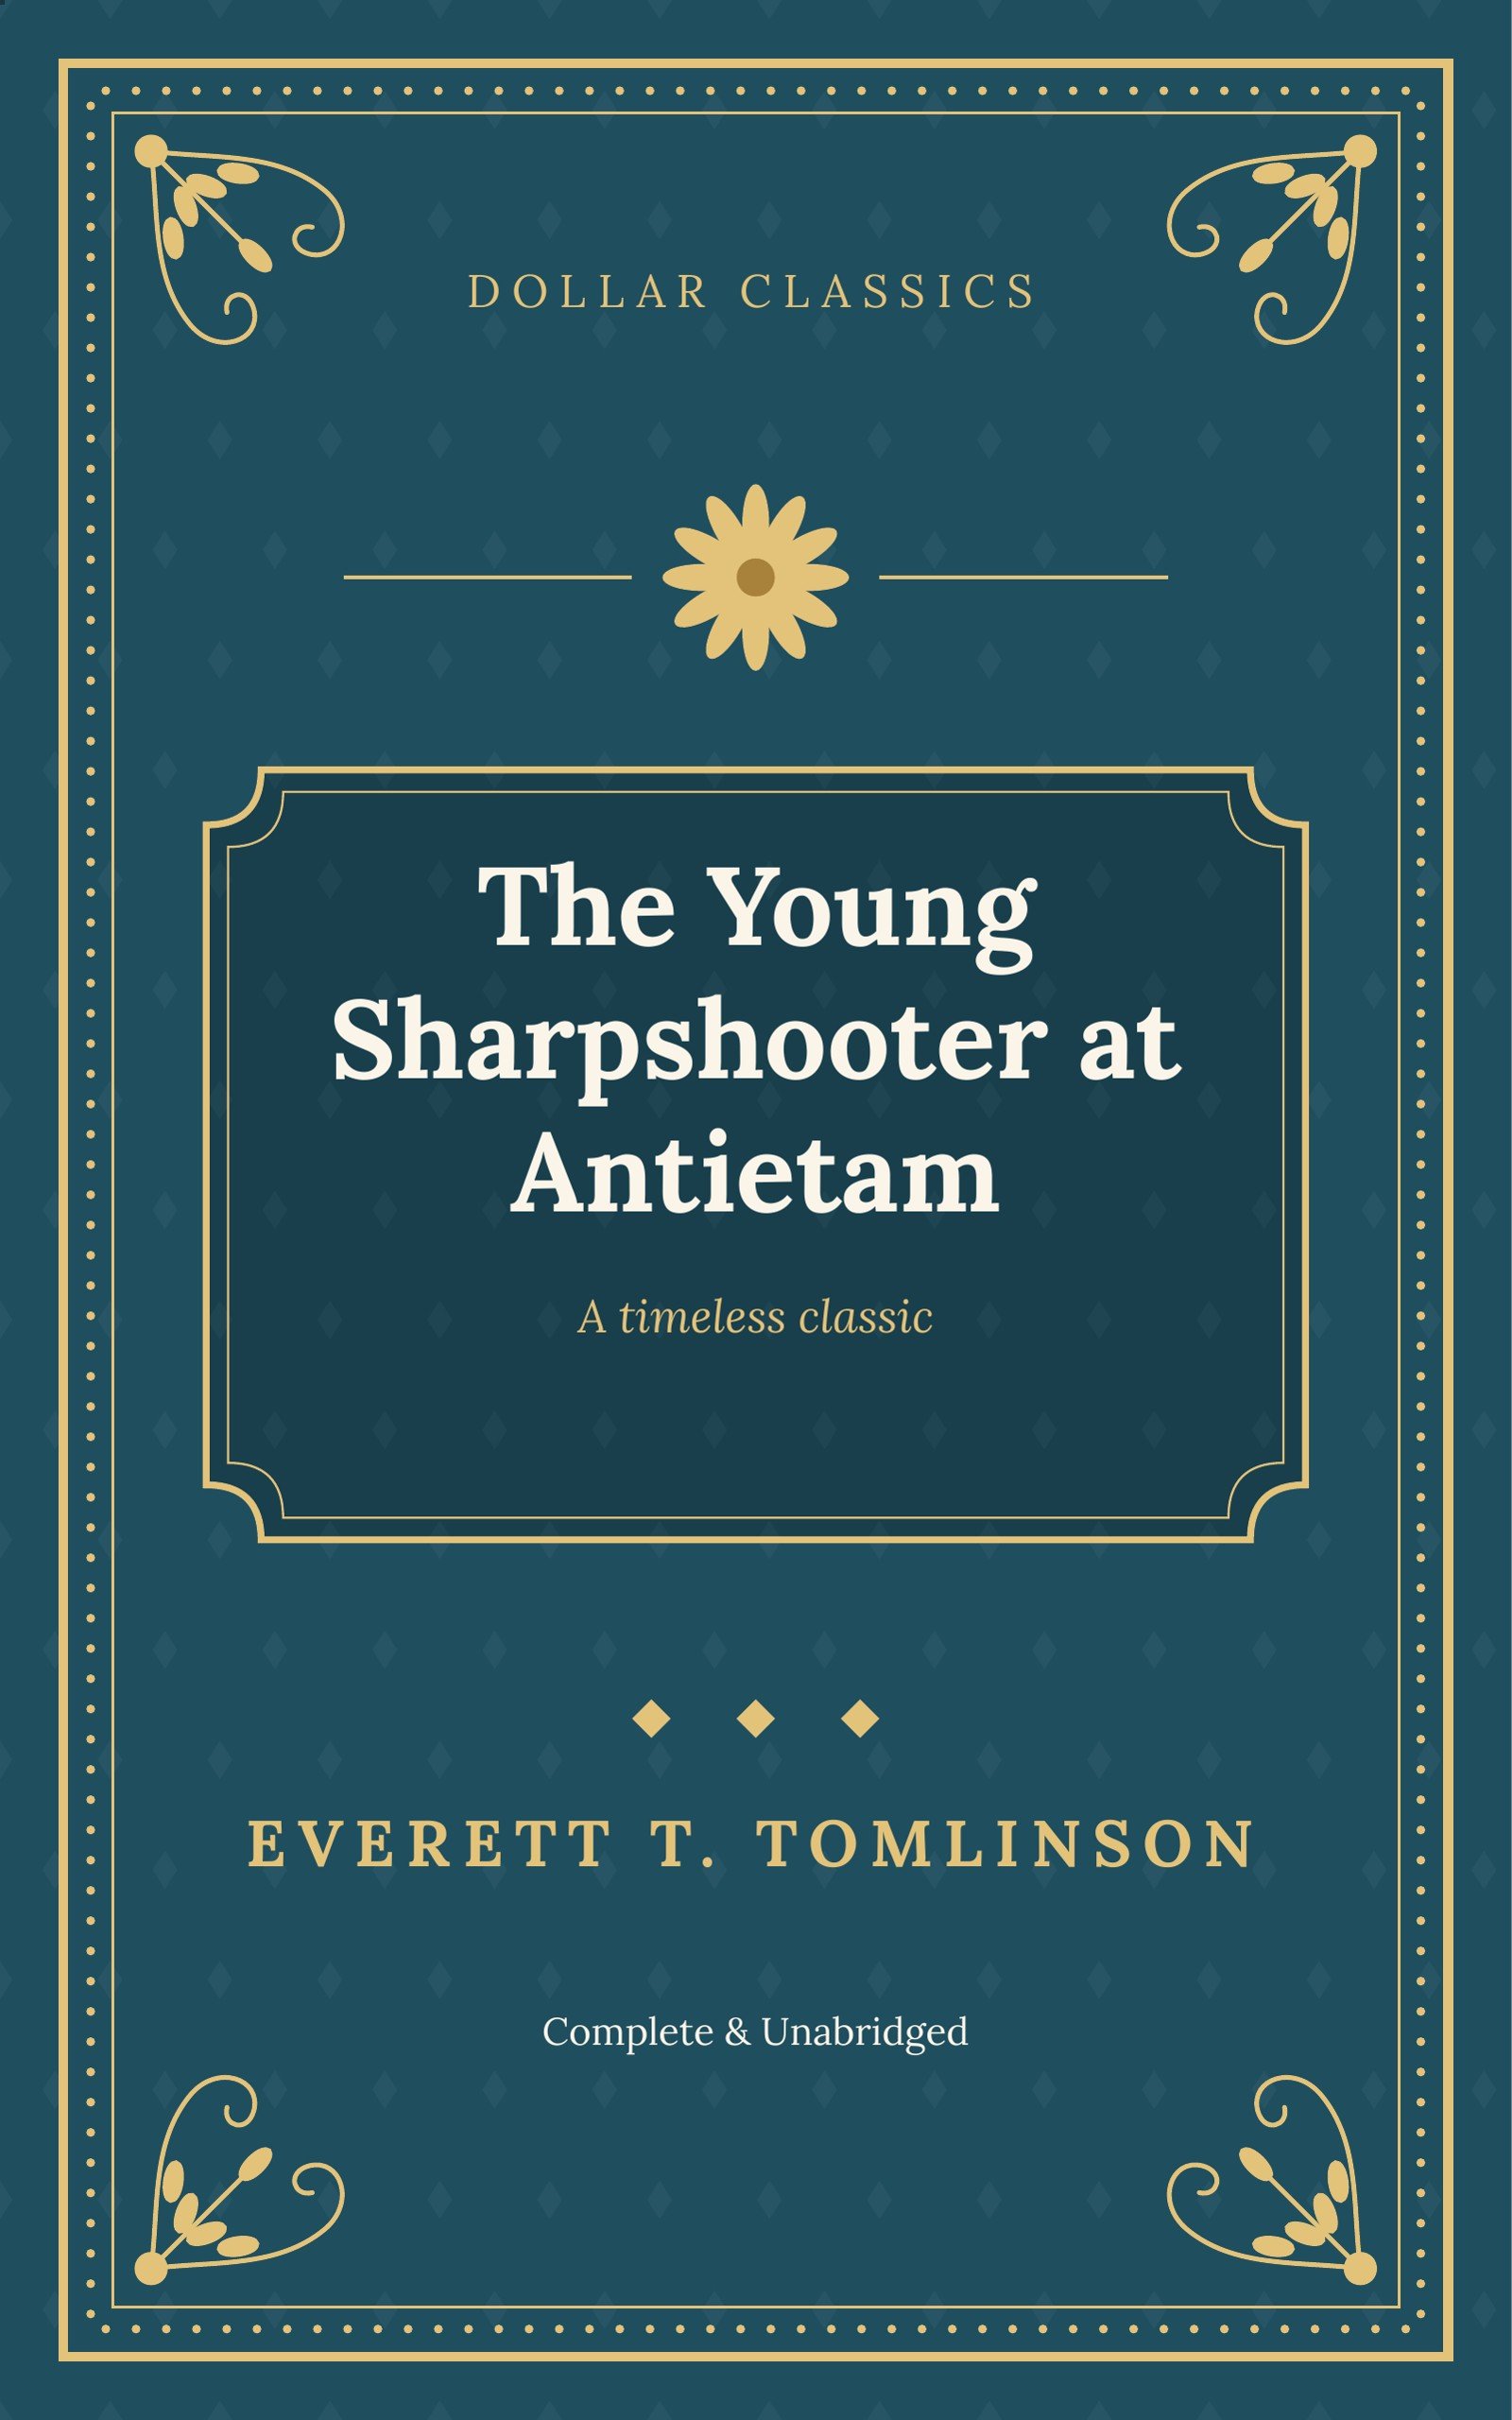 DOLLAR CLASSICS
The Young
Sharpshooter at
Antietam
A timeless classic
EVERETT T. TOMLINSON
Complete & Unabridged